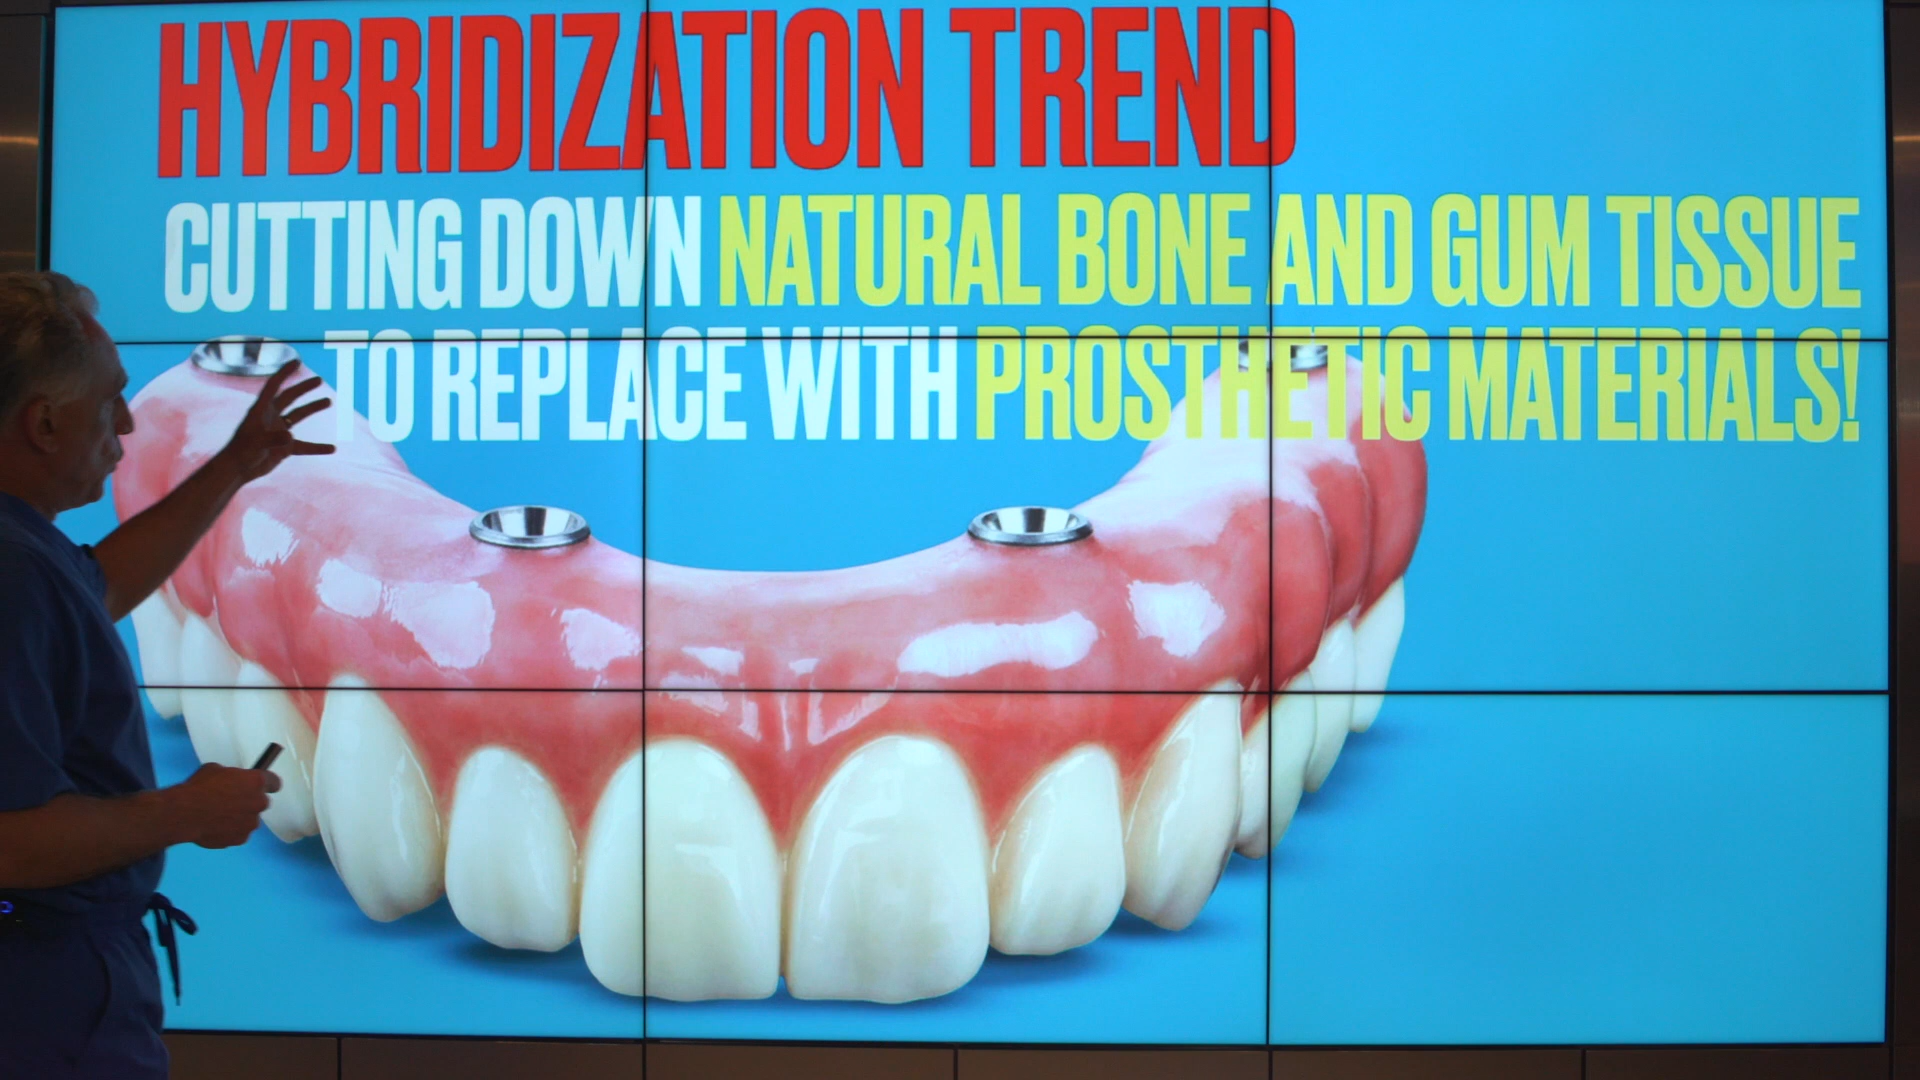 HYBRIDIZATION TREND
CUTTING DOWN NATURAL BONE AND GUM TISSUE
TO REPLACE WITH PROSTHETIC MATERIALS!